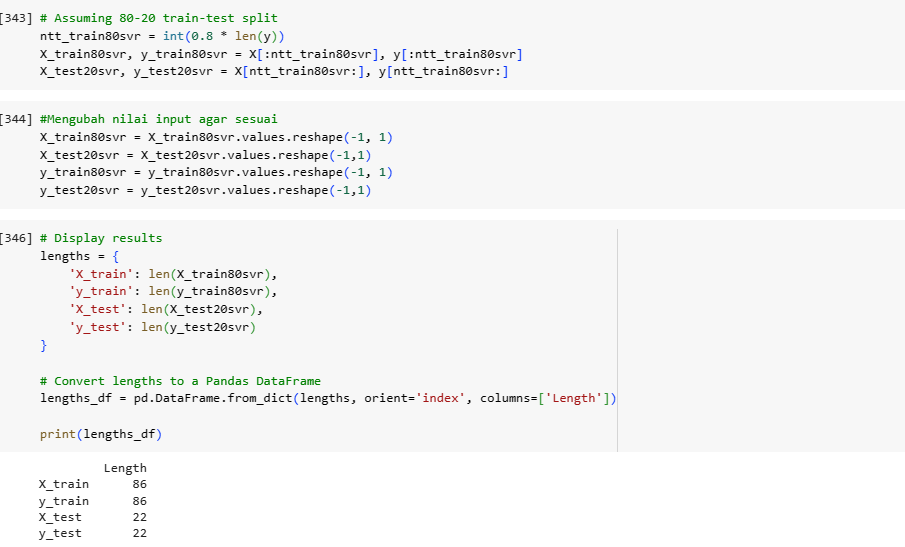 [343] # Assuming 80-20 train-test split
ntt_train80svr = int(0.8 * len(y))
X_train80svr, y_train80svr = X[:ntt_train80svr], y[:ntt_train80svr]
X_test20svr, y_test20svr = X[ntt_train80svr:], y[ntt_train80svr:]
[344] #Mengubah nilai input agar sesuai
X_train80svr = X_train80svr.values.reshape(-1, 1)
X_test20svr = X_test20svr.values.reshape(-1,1)
y_train80svr = y_train80svr.values.reshape(-1, 1)
y_test20svr = y_test20svr.values.reshape(-1,1)
[346] # Display results
lengths = {
    'X_train': len(X_train80svr),
    'y_train': len(y_train80svr),
    'X_test': len(X_test20svr),
    'y_test': len(y_test20svr)
}
# Convert lengths to a Pandas DataFrame
lengths_df = pd.DataFrame.from_dict(lengths, orient='index', columns=['Length'])
print(lengths_df)
Length
X_train 86
y_train 86
X_test 22
y_test 22